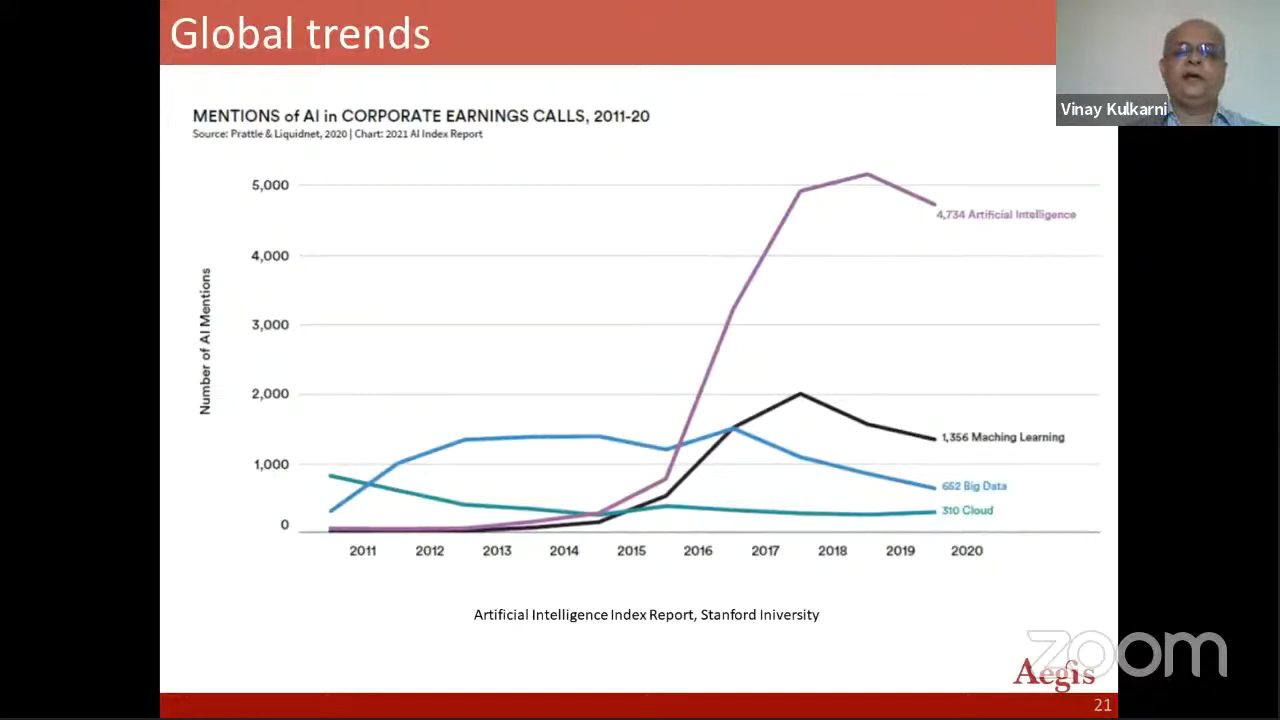 Global trends
Vinay Kulkarni
MENTIONS of AI in CORPORATE EARNINGS CALLS, 2011-20
Source: Prattle & Liquidnet, 2020 | Chart: 2021 AI Index Report
Number of AI Mentions
5,000
4,000
3,000
2,000
1,000
0
4,734 Artificial Intelligence
1,356 Maching Learning
652 Big Data
310 Cloud
2011 2012 2013 2014 2015 2016 2017 2018 2019 2020
Artificial Intelligence Index Report, Stanford Iniversity
zoom
Aegis
21